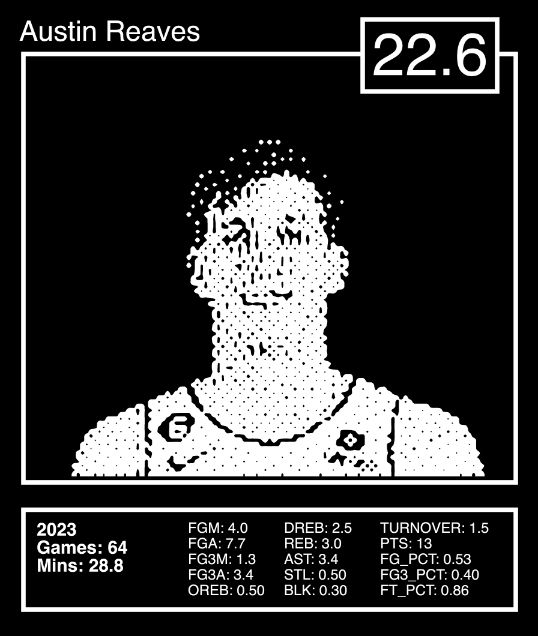 Austin Reaves
22.6
6
2023
Games: 64
Mins: 28.8
FGM: 4.0
FGA: 7.7
FG3M: 1.3
FG3A: 3.4
OREB: 0.50
DREB: 2.5
REB: 3.0
AST: 3.4
STL: 0.50
BLK: 0.30
TURNOVER: 1.5
PTS: 13
FG_PCT: 0.53
FG3_PCT: 0.40
FT_PCT: 0.86